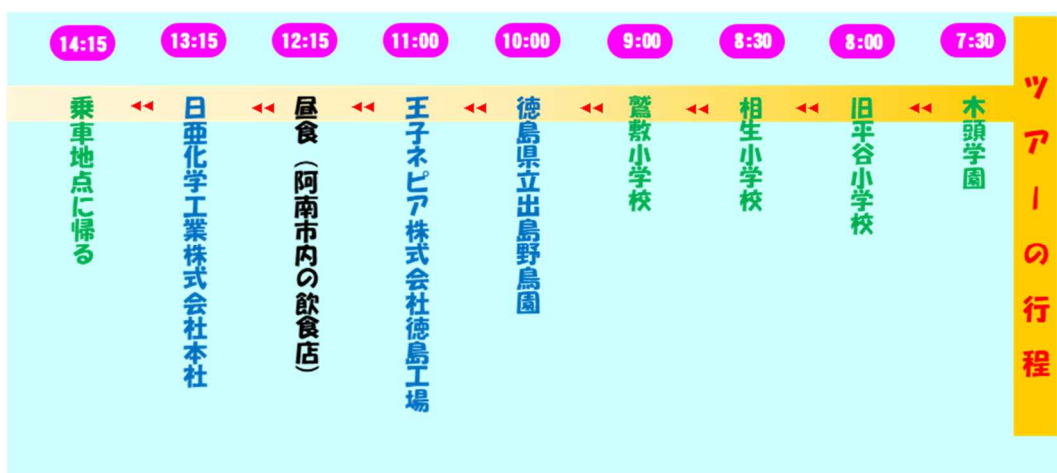 ツアーの行程
7:30
木頭学園
8:00
旧平谷小学校
8:30
相生小学校
9:00
鷲敷小学校
10:00
徳島県立出島野鳥園
11:00
王子ネピア株式会社徳島工場
12:15
昼食（阿南市内の飲食店）
13:15
日亜化学工業株式会社本社
14:15
乗車地点に帰る